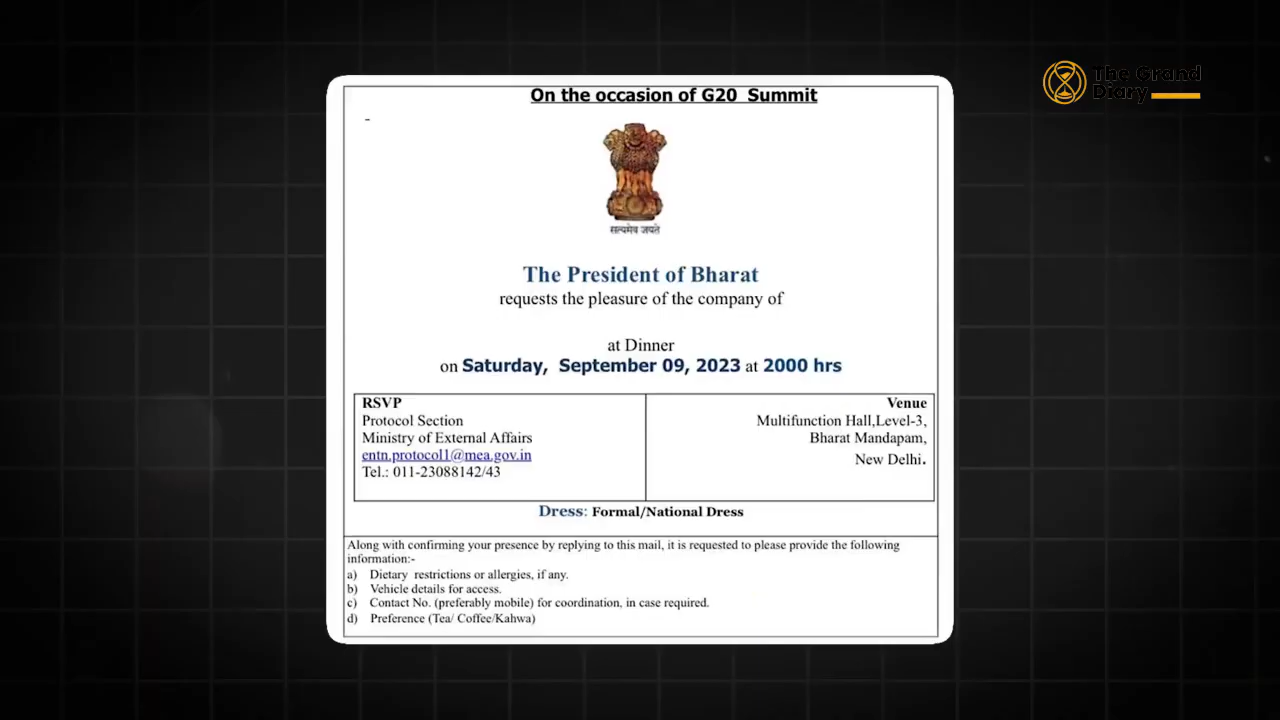 The Grand
Diary
On the occasion of G20 Summit
-
सत्यमेव जयते
The President of Bharat
requests the pleasure of the company of
at Dinner
on Saturday, September 09, 2023 at 2000 hrs
RSVP
Protocol Section
Ministry of External Affairs
entn.protocol1@mea.gov.in
Tel.: 011-23088142/43
Venue
Multifunction Hall,Level-3,
Bharat Mandapam,
New Delhi.
Dress: Formal/National Dress
Along with confirming your presence by replying to this mail, it is requested to please provide the following
information:-
a) Dietary restrictions or allergies, if any.
b) Vehicle details for access.
c) Contact No. (preferably mobile) for coordination, in case required.
d) Preference (Tea/ Coffee/Kahwa)